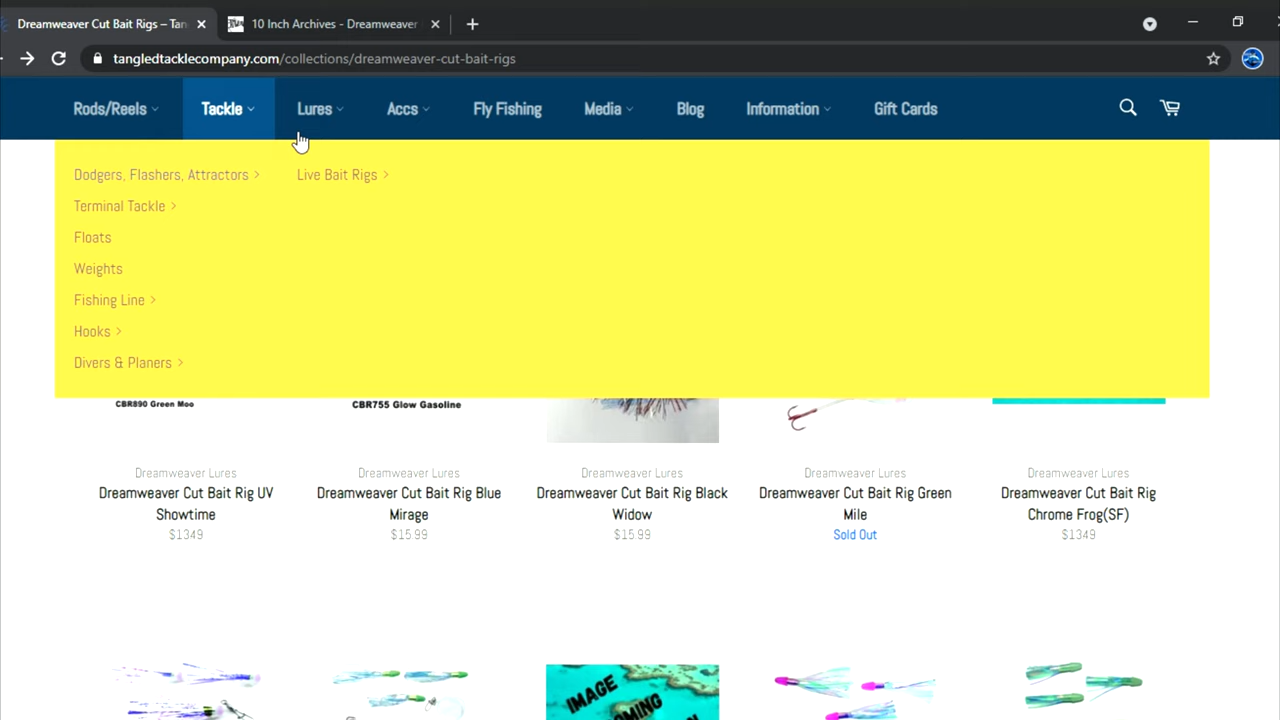 Dreamweaver Cut Bait Rigs – Tan
10 Inch Archives - Dreamweaver
tangledtacklecompany.com/collections/dreamweaver-cut-bait-rigs
Rods/Reels Tackle Lures Accs Fly Fishing Media Blog Information Gift Cards
Dodgers, Flashers, Attractors > Live Bait Rigs >
Terminal Tackle >
Floats
Weights
Fishing Line >
Hooks >
Divers & Planers >
CBR890 Green Moo CBR755 Glow Gasoline
Dreamweaver Lures Dreamweaver Lures Dreamweaver Lures Dreamweaver Lures Dreamweaver Lures
Dreamweaver Cut Bait Rig UV Dreamweaver Cut Bait Rig Blue Dreamweaver Cut Bait Rig Black Dreamweaver Cut Bait Rig Green Dreamweaver Cut Bait Rig
Showtime Mirage Widow Mile Chrome Frog(SF)
$1349 $15.99 $15.99 Sold Out $1349
IMAGE